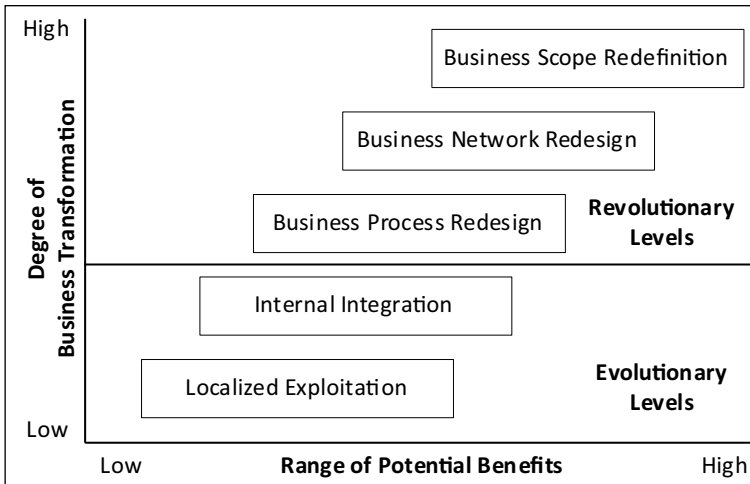 High
Business Scope Redefinition
Business Network Redesign
Business Process Redesign
Revolutionary
Levels
Degree of
Business Transformation
Internal Integration
Localized Exploitation
Evolutionary
Levels
Low
Low
Range of Potential Benefits
High